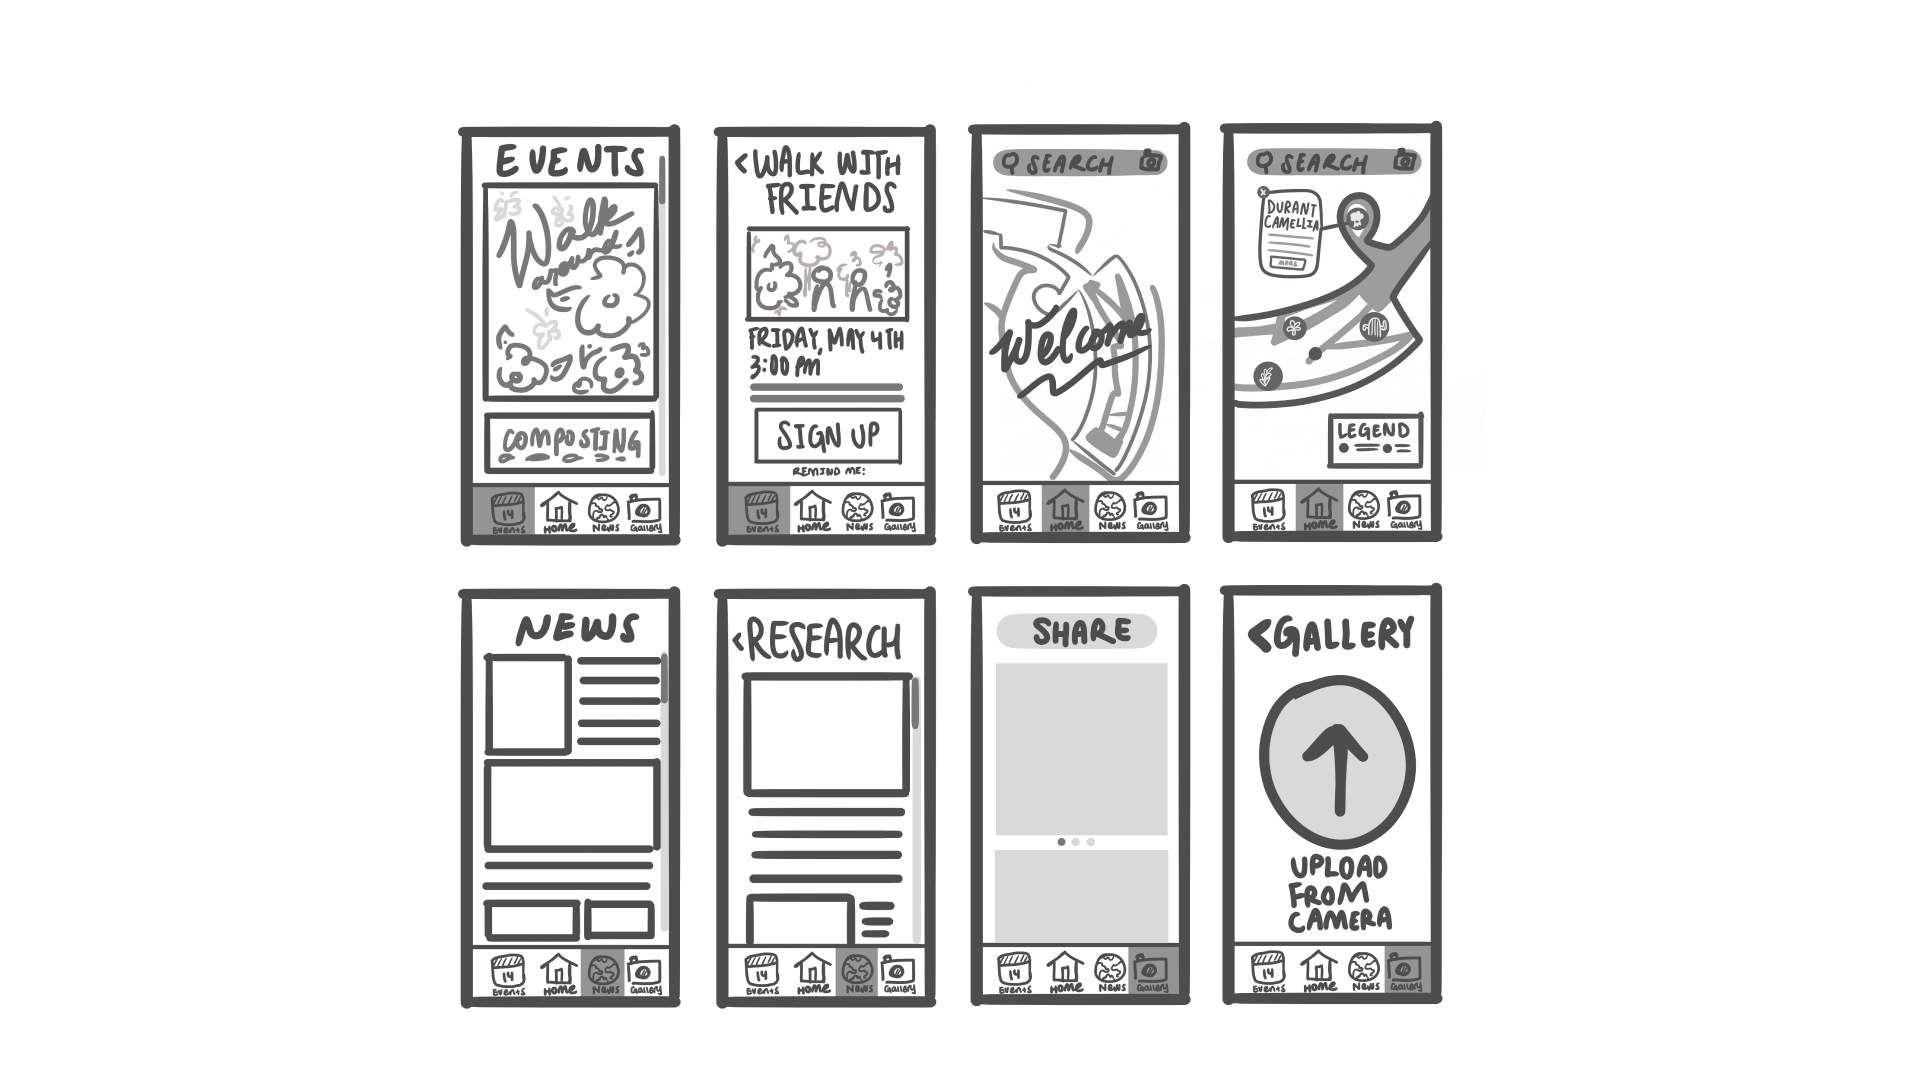 EVENTS
Walk
around
COMPOSTING
14
Events
HOME
News
Gallery
<WALK WITH
FRIENDS
FRIDAY, MAY 4TH
3:00 PM
SIGN UP
REMIND ME:
14
Events
HOME
News
Gallery
SEARCH
Welcome
14
Events
HOME
News
Gallery
SEARCH
DURANT
CAMELLIA
MORE
LEGEND
14
Events
HOME
News
Gallery
NEWS
14
Events
HOME
News
Gallery
<RESEARCH
14
Events
HOME
News
Gallery
SHARE
14
Events
HOME
News
Gallery
<GALLERY
UPLOAD
FROM
CAMERA
14
Events
HOME
News
Gallery